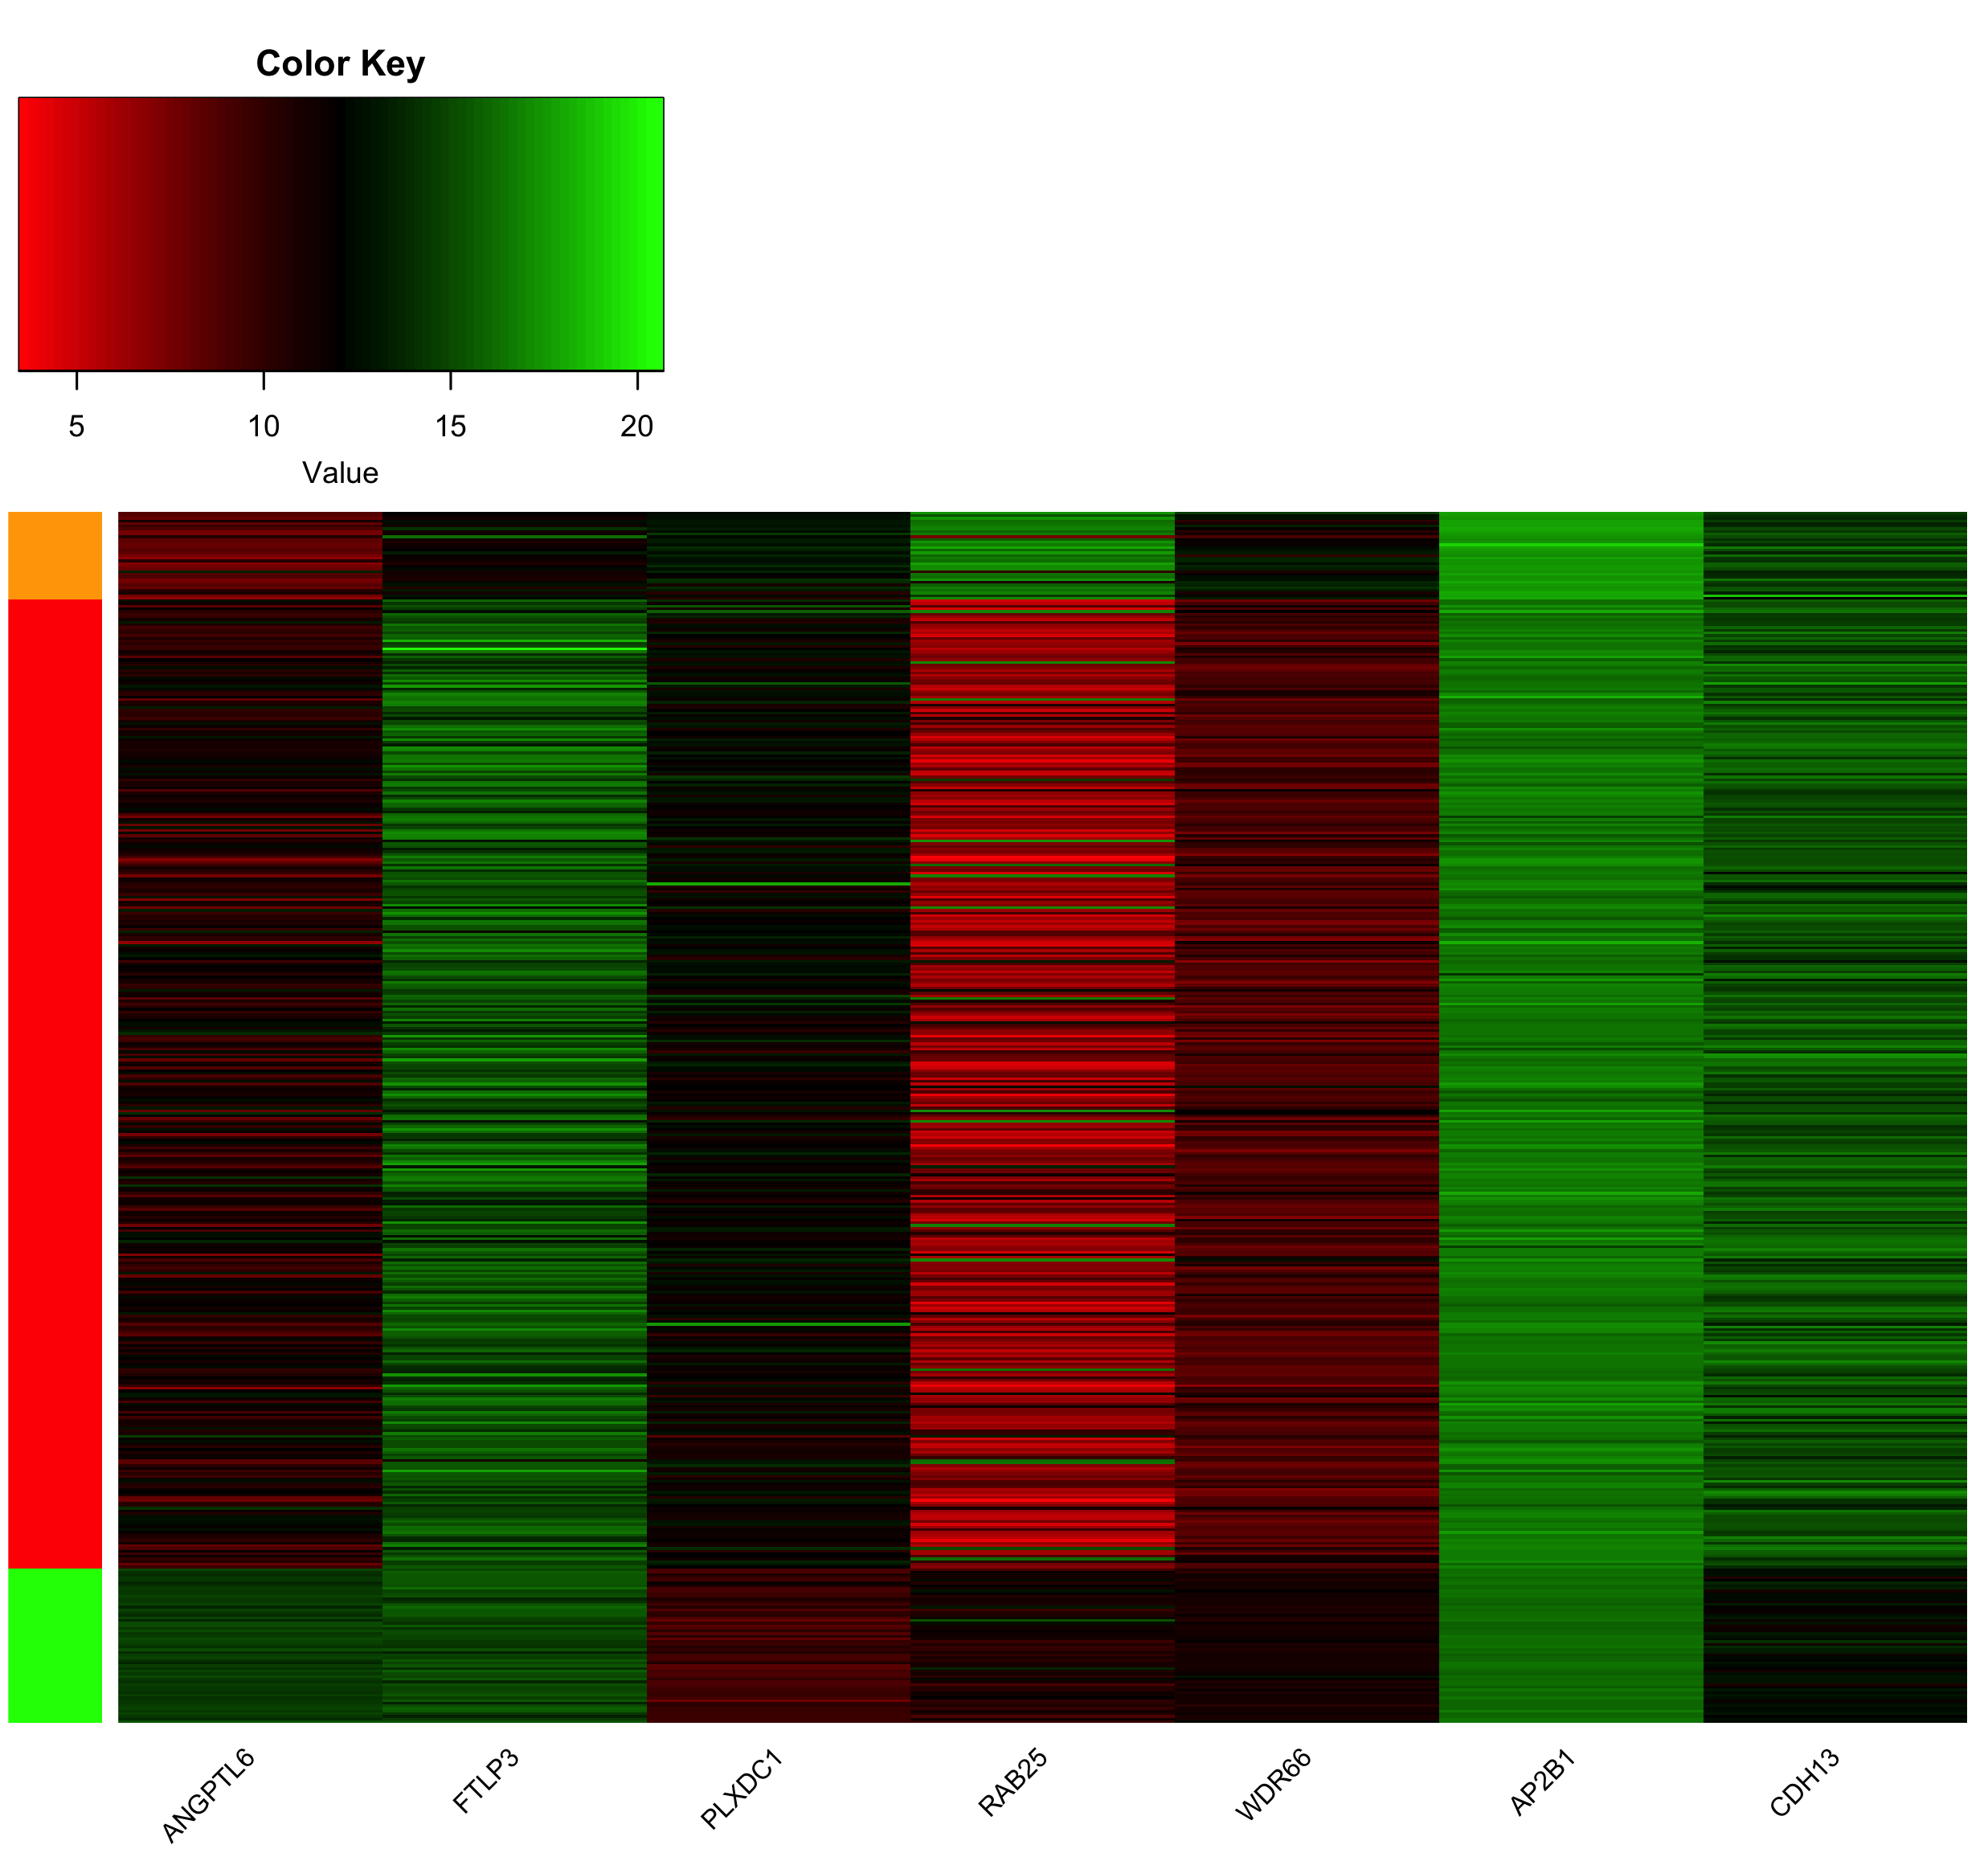 Color Key
5 10 15 20
Value
ANGPTL6 FTLP3 PLXDC1 RAB25 WDR66 AP2B1 CDH13